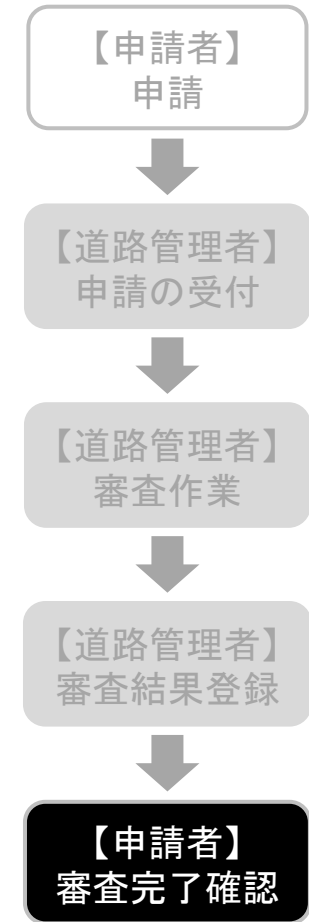 【申請者】
申請
【道路管理者】
申請の受付
【道路管理者】
審査作業
【道路管理者】
審査結果登録
【申請者】
審査完了確認